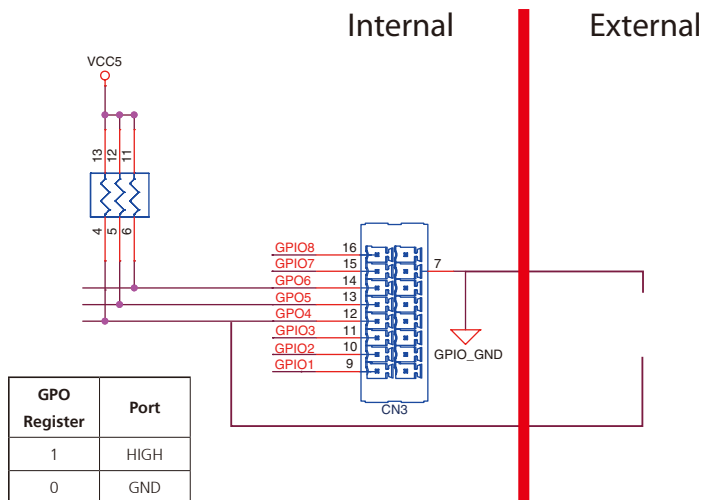 Internal
External
VCC5
13
12
11
4
5
6
GPIO8 16
GPIO7 15
GPO6 14
GPO5 13
GPO4 12
GPIO3 11
GPIO2 10
GPIO1 9
7
GPIO_GND
CN3
GPO Port
Register
1 HIGH
0 GND